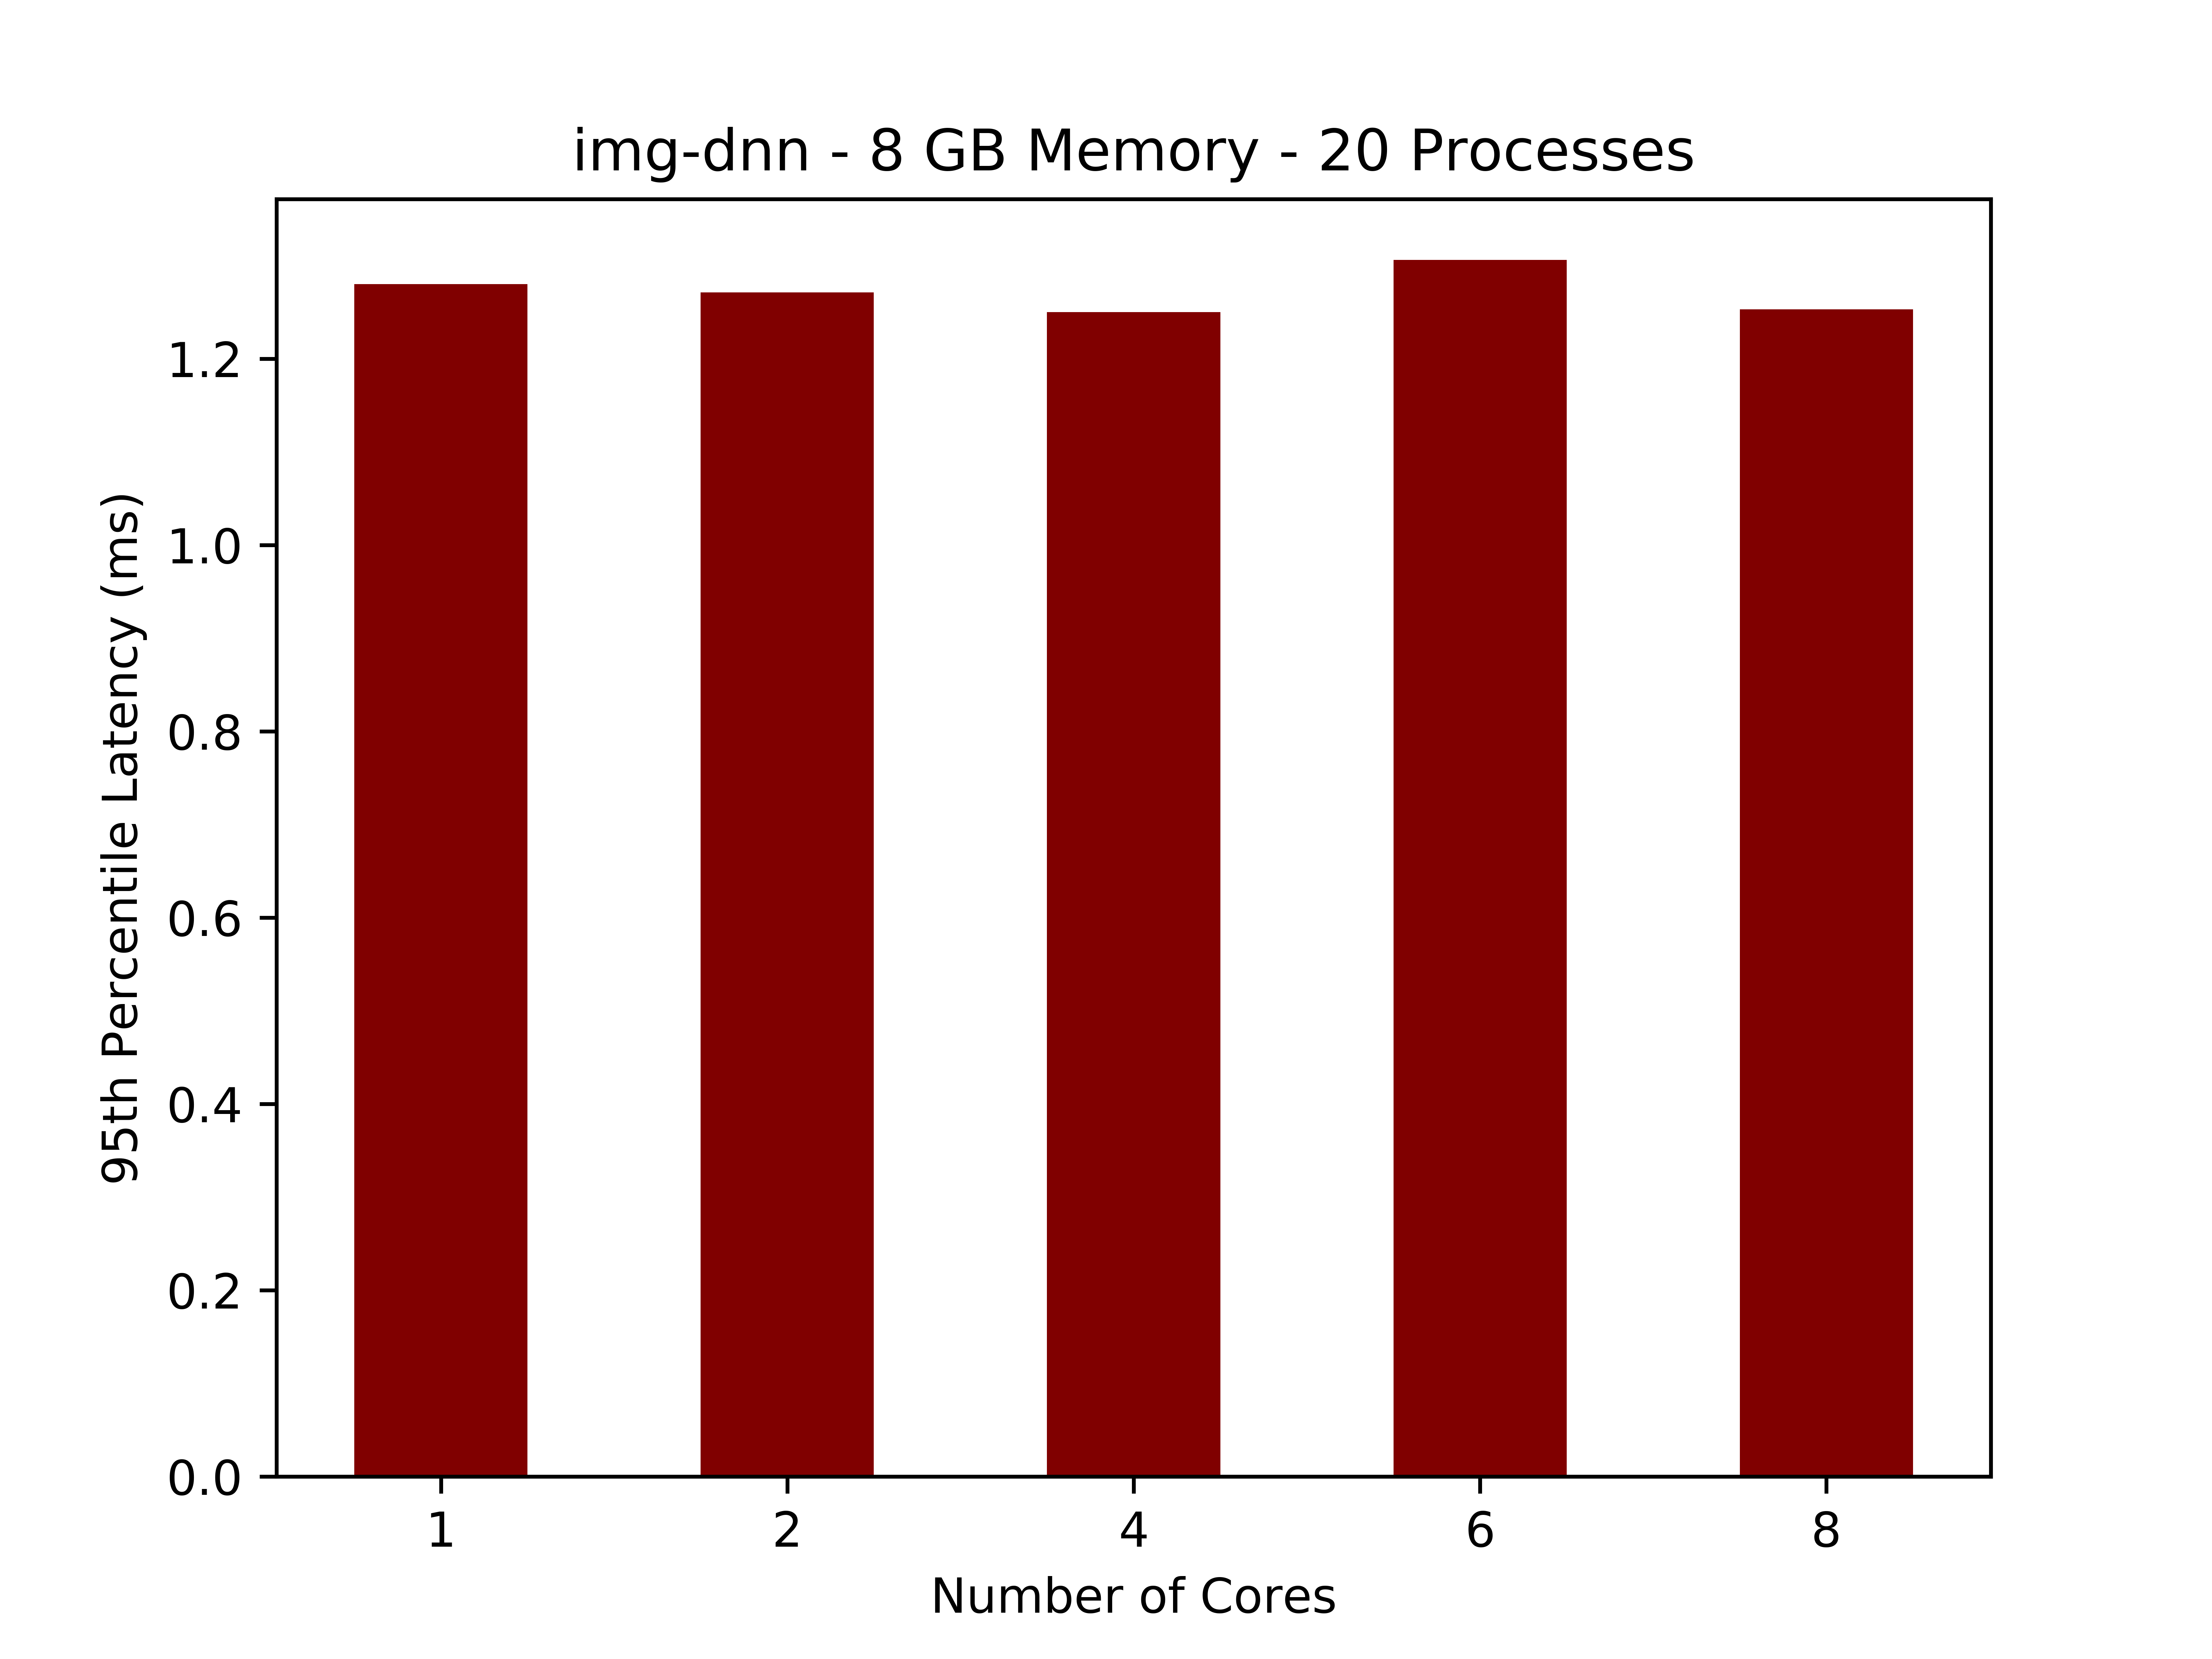 img-dnn - 8 GB Memory - 20 Processes
95th Percentile Latency (ms)
1.2
1.0
0.8
0.6
0.4
0.2
0.0
1 2 4 6 8
Number of Cores